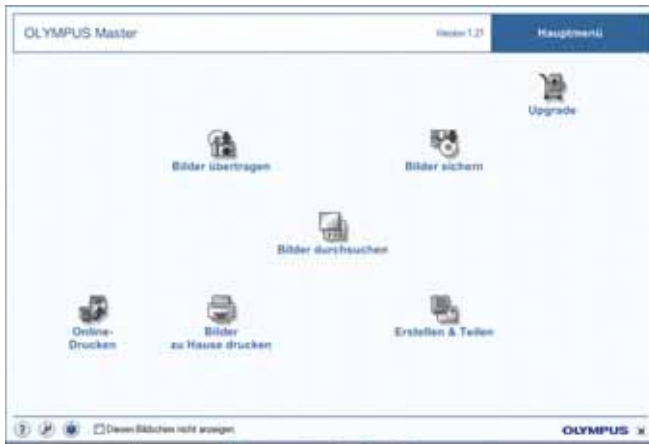 OLYMPUS Master
Version 1.21
Hauptmenü
Upgrade
Bilder übertragen
Bilder sichern
Bilder durchsuchen
Online-
Drucken
Bilder
zu Hause drucken
Erstellen & Teilen
? Diesen Bildschirm nicht anzeigen
OLYMPUS x